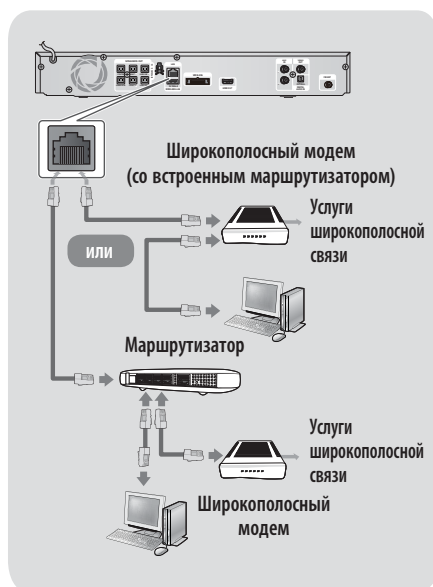 Широкополосный модем
(со встроенным маршрутизатором)
Услуги
широкополосной
связи
или
Маршрутизатор
Услуги
широкополосной
связи
Широкополосный
модем